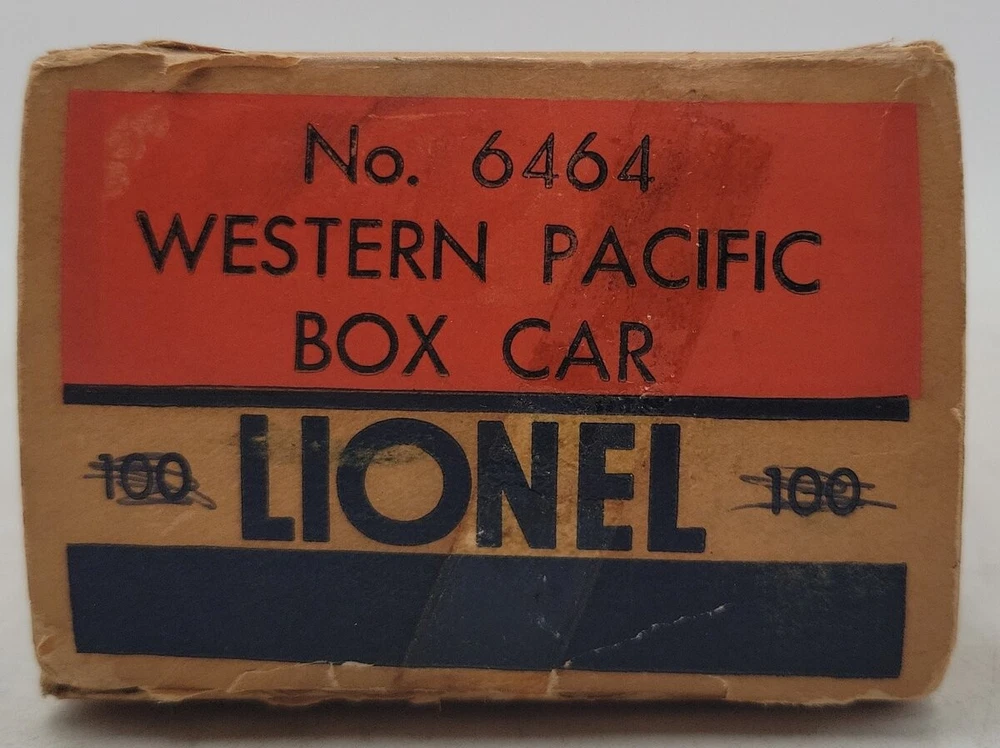 No. 6464
WESTERN PACIFIC
BOX CAR
100 LIONEL 100